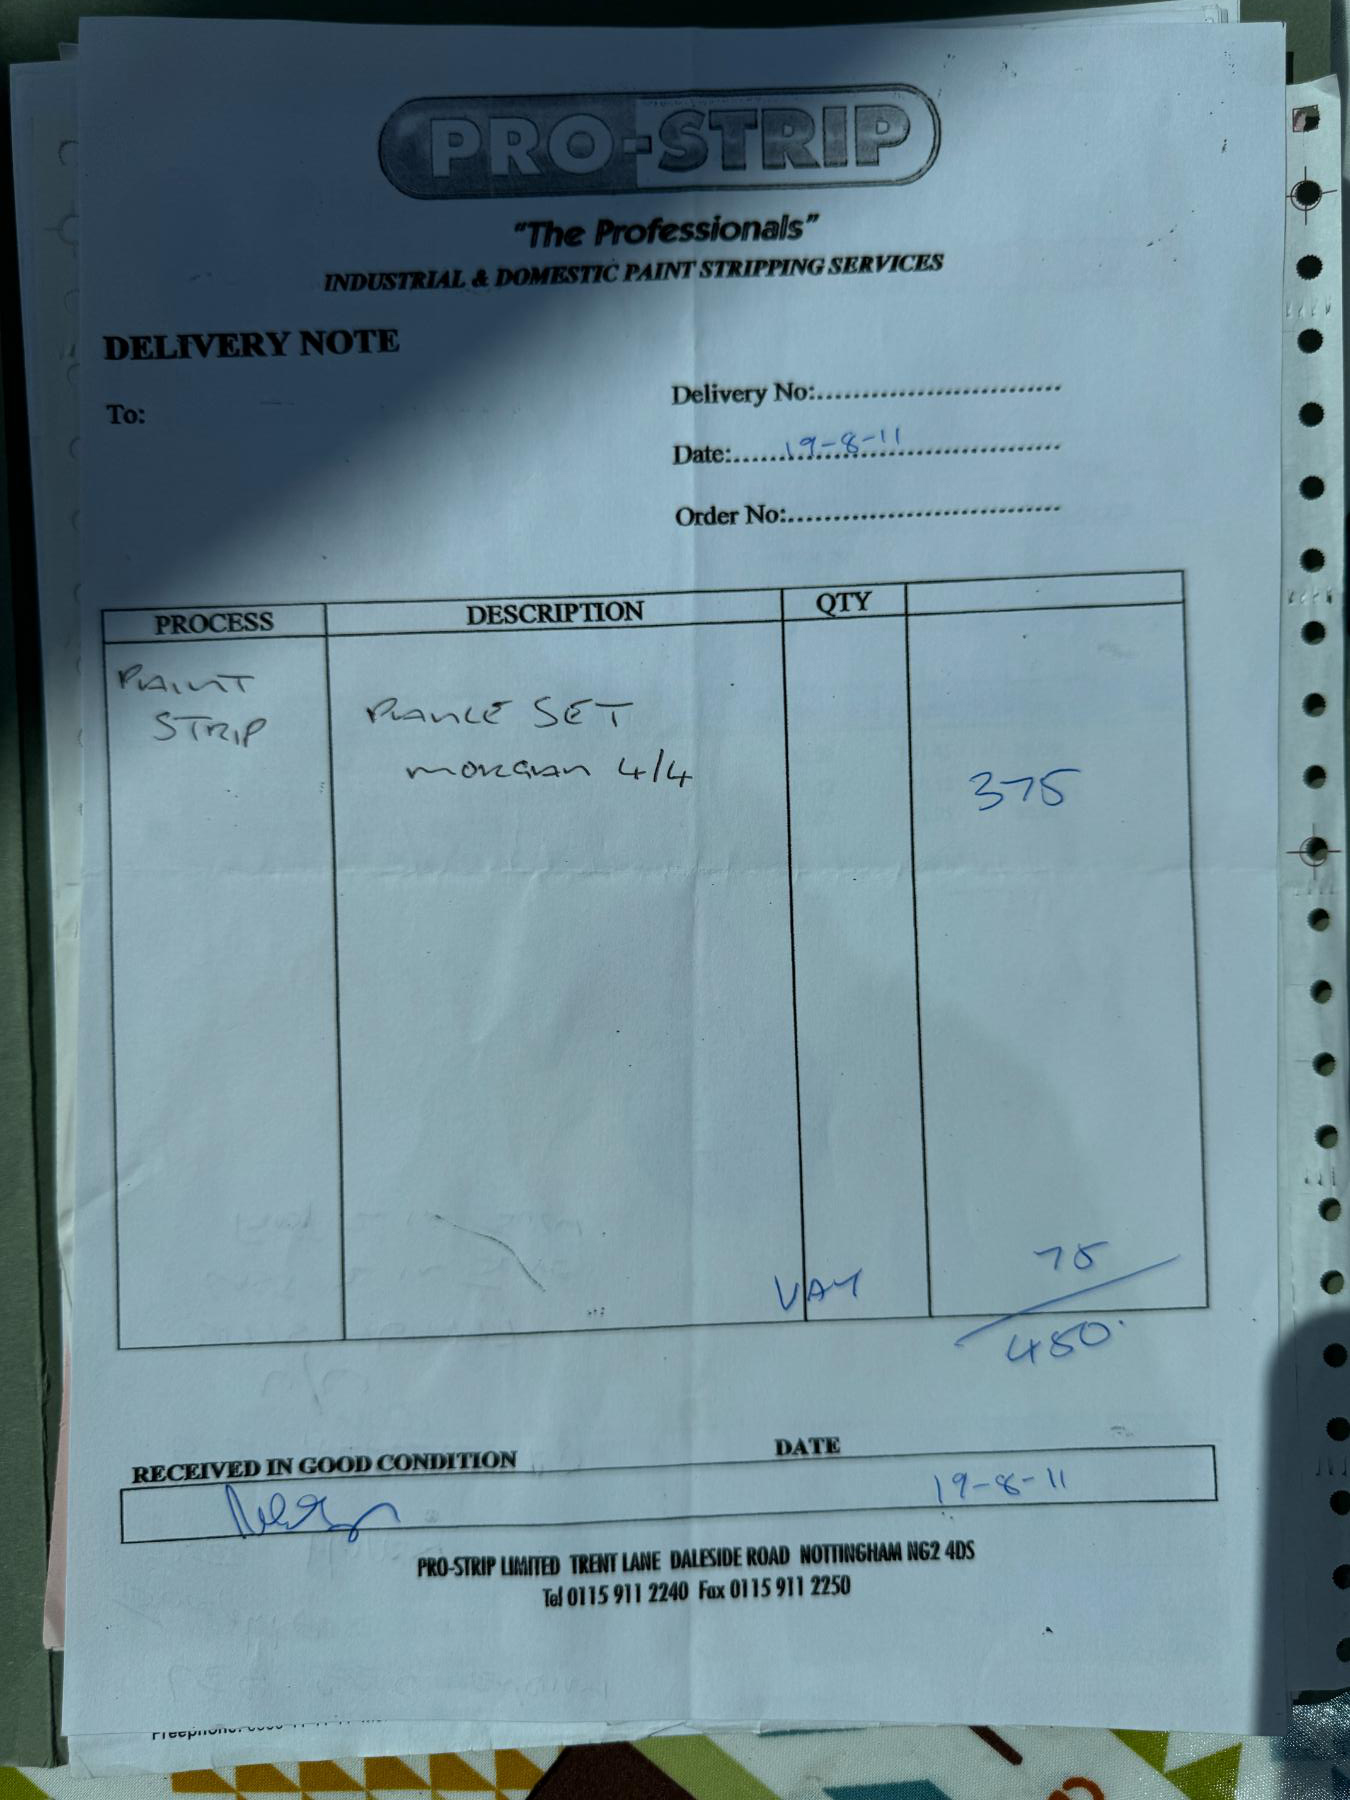 PRO-STRIP
"The Professionals"
INDUSTRIAL & DOMESTIC PAINT STRIPPING SERVICES
DELIVERY NOTE
To:
Delivery No:
Date: 19-8-11
Order No:
PROCESS DESCRIPTION QTY
PAINT
STRIP
SET
MORGAN 4/4
375
75
VAT
450
RECEIVED IN GOOD CONDITION DATE
19-8-11
PRO-STRIP LIMITED TRENT LANE DALESIDE ROAD NOTTINGHAM NG2 4DS
Tel 0115 911 2240 Fax 0115 911 2250